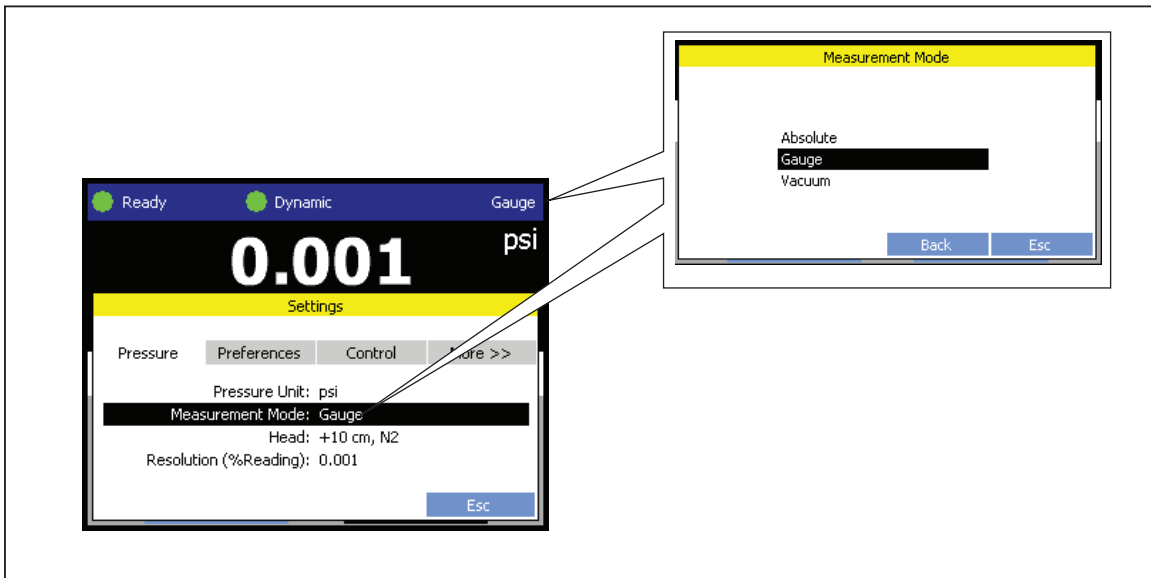 Ready Dynamic Gauge
0.001 psi
Settings
Pressure Preferences Control More >>
Pressure Unit: psi
Measurement Mode: Gauge
Head: +10 cm, N2
Resolution (%Reading): 0.001
Esc
Measurement Mode
Absolute
Gauge
Vacuum
Back Esc